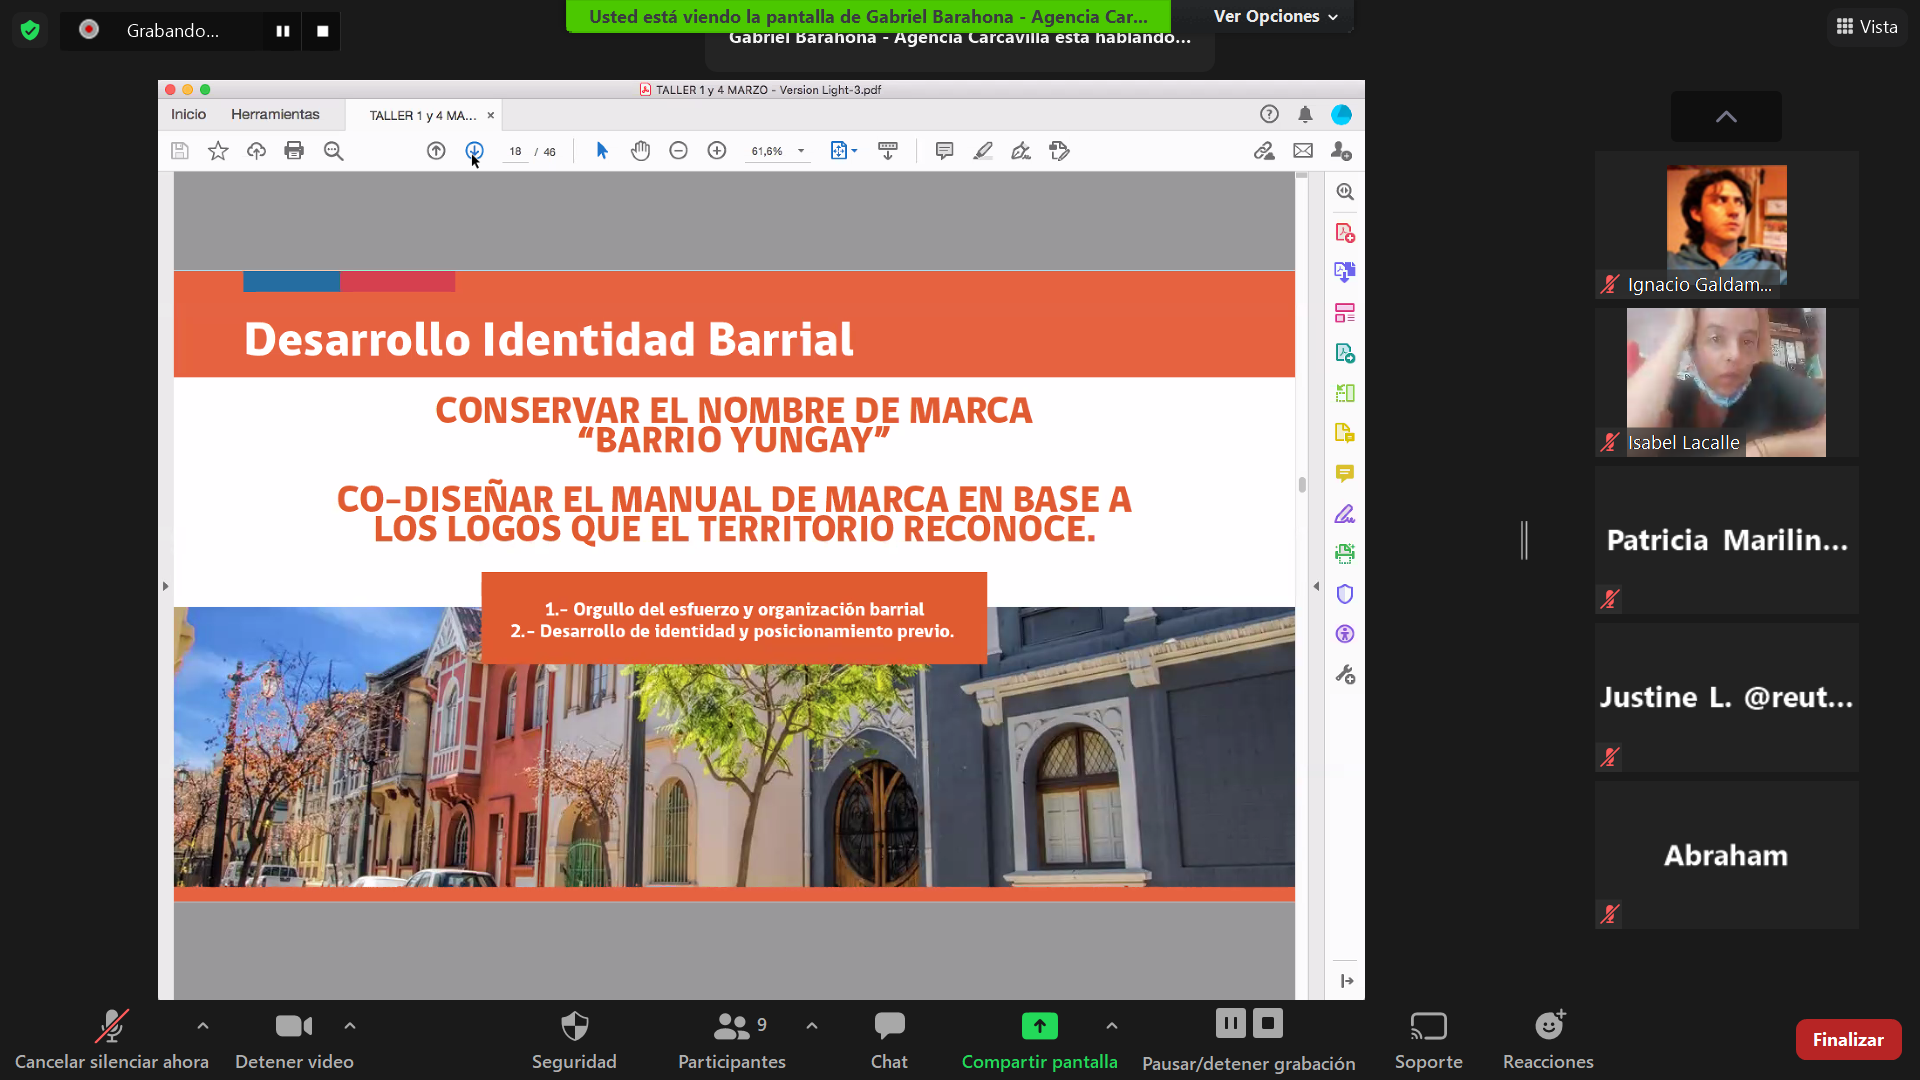 Grabando...
Usted está viendo la pantalla de Gabriel Barahona - Agencia Car...
Ver Opciones
Gabriel Barahona - Agencia Carcavilla está hablando...
Vista
TALLER 1 y 4 MARZO - Version Light-3.pdf
Inicio
Herramientas
TALLER 1 y 4 MA...
18 / 46
61,6%
Desarrollo Identidad Barrial
CONSERVAR EL NOMBRE DE MARCA
“BARRIO YUNGAY”
CO-DISEÑAR EL MANUAL DE MARCA EN BASE A
LOS LOGOS QUE EL TERRITORIO RECONOCE.
1.- Orgullo del esfuerzo y organización barrial
2.- Desarrollo de identidad y posicionamiento previo.
Ignacio Galdam...
Isabel Lacalle
Patricia Marilin...
Justine L. @reut...
Abraham
Cancelar silenciar ahora
Detener video
Seguridad
9
Participantes
Chat
Compartir pantalla
Pausar/detener grabación
Soporte
Reacciones
Finalizar